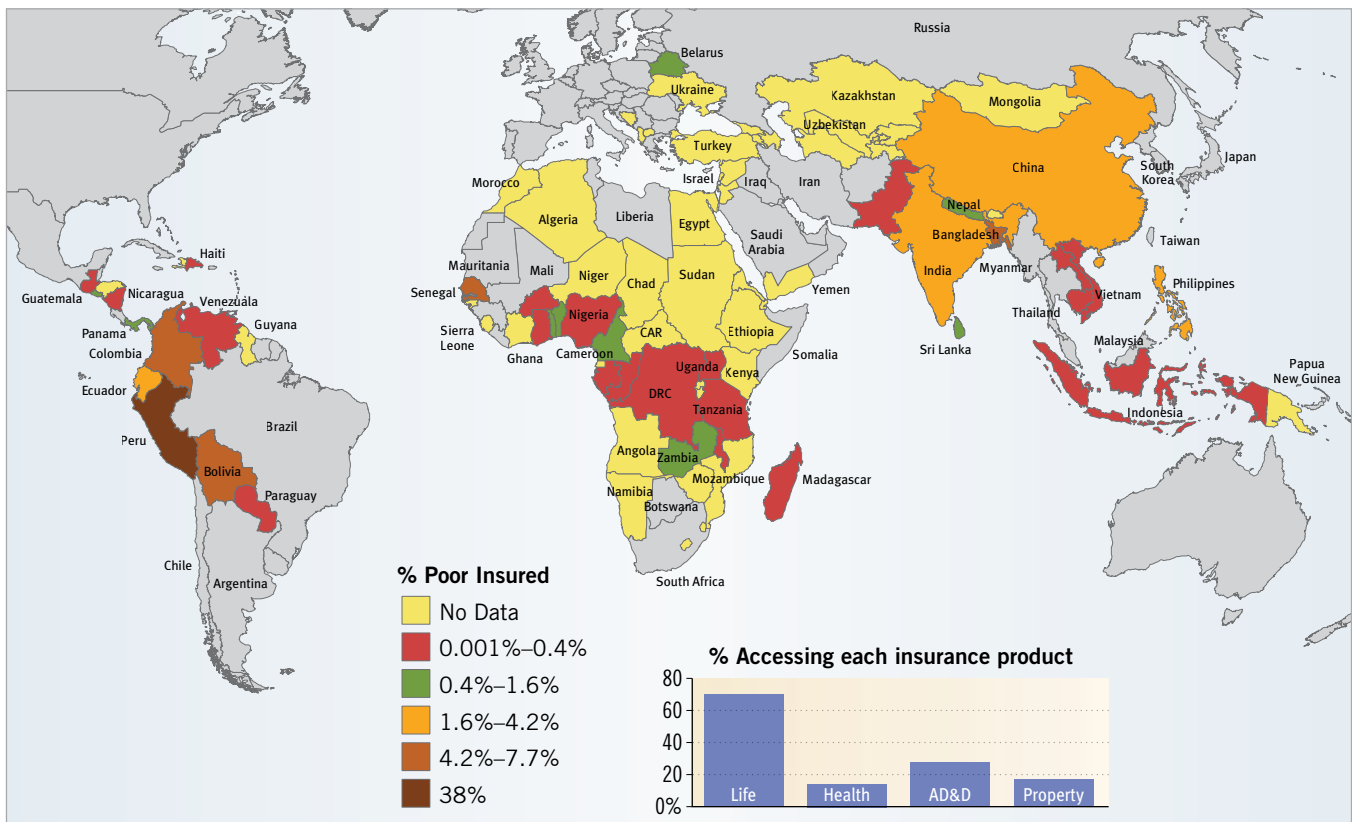 Russia
Belarus
Ukraine
Kazakhstan
Mongolia
Uzbekistan
Turkey
China
South
Korea
Japan
Israel
Iraq
Iran
Morocco
Algeria
Liberia
Egypt
Nepal
Saudi
Arabia
Bangladesh
Taiwan
Haiti
Mauritania
Mali
Niger
Chad
Sudan
India
Myanmar
Philippines
Guatemala
Nicaragua
Senegal
Yemen
Vietnam
Venezuala
Nigeria
Thailand
Guyana
Sierra
Leone
CAR
Ethiopia
Panama
Colombia
Ghana
Cameroon
Somalia
Sri Lanka
Malaysia
Papua
New Guinea
Ecuador
Uganda
Kenya
DRC
Tanzania
Indonesia
Brazil
Peru
Angola
Zambia
Bolivia
Mozambique
Madagascar
Paraguay
Namibia
Botswana
Chile
Argentina
South Africa
% Poor Insured
No Data
0.001%–0.4%
0.4%–1.6%
1.6%–4.2%
4.2%–7.7%
38%
% Accessing each insurance product
80
60
40
20
0%
Life
Health
AD&D
Property